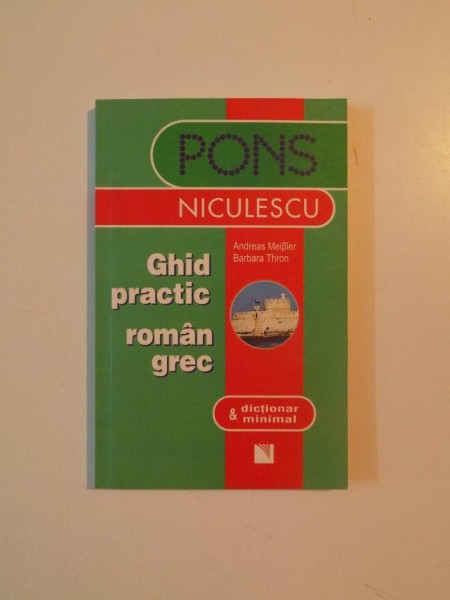 PONS
NICULESCU
Andreas Meißler
Barbara Thron
Ghid
practic
român
grec
& dicționar
minimal